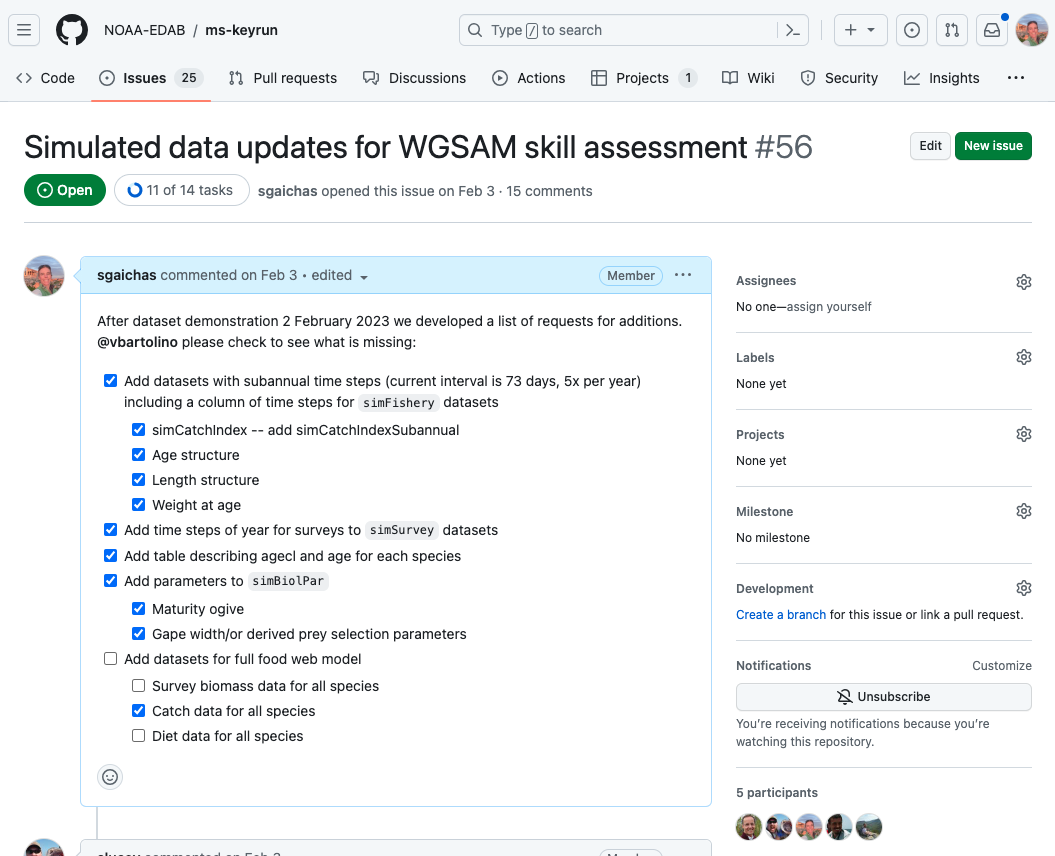 NOAA-EDAB / ms-keyrun
Type / to search
Code
Issues 25
Pull requests
Discussions
Actions
Projects 1
Wiki
Security
Insights
Simulated data updates for WGSAM skill assessment #56
Edit
New issue
Open
11 of 14 tasks
sgaichas opened this issue on Feb 3 · 15 comments
sgaichas commented on Feb 3 • edited
Member
After dataset demonstration 2 February 2023 we developed a list of requests for additions.
@vbartolino please check to see what is missing:
Add datasets with subannual time steps (current interval is 73 days, 5x per year)
including a column of time steps for simFishery datasets
simCatchIndex -- add simCatchIndexSubannual
Age structure
Length structure
Weight at age
Add time steps of year for surveys to simSurvey datasets
Add table describing agecl and age for each species
Add parameters to simBiolPar
Maturity ogive
Gape width/or derived prey selection parameters
Add datasets for full food web model
Survey biomass data for all species
Catch data for all species
Diet data for all species
Assignees
No one—assign yourself
Labels
None yet
Projects
None yet
Milestone
No milestone
Development
Create a branch for this issue or link a pull request.
Notifications
Customize
Unsubscribe
You're receiving notifications because you're
watching this repository.
5 participants
commented on Feb 3